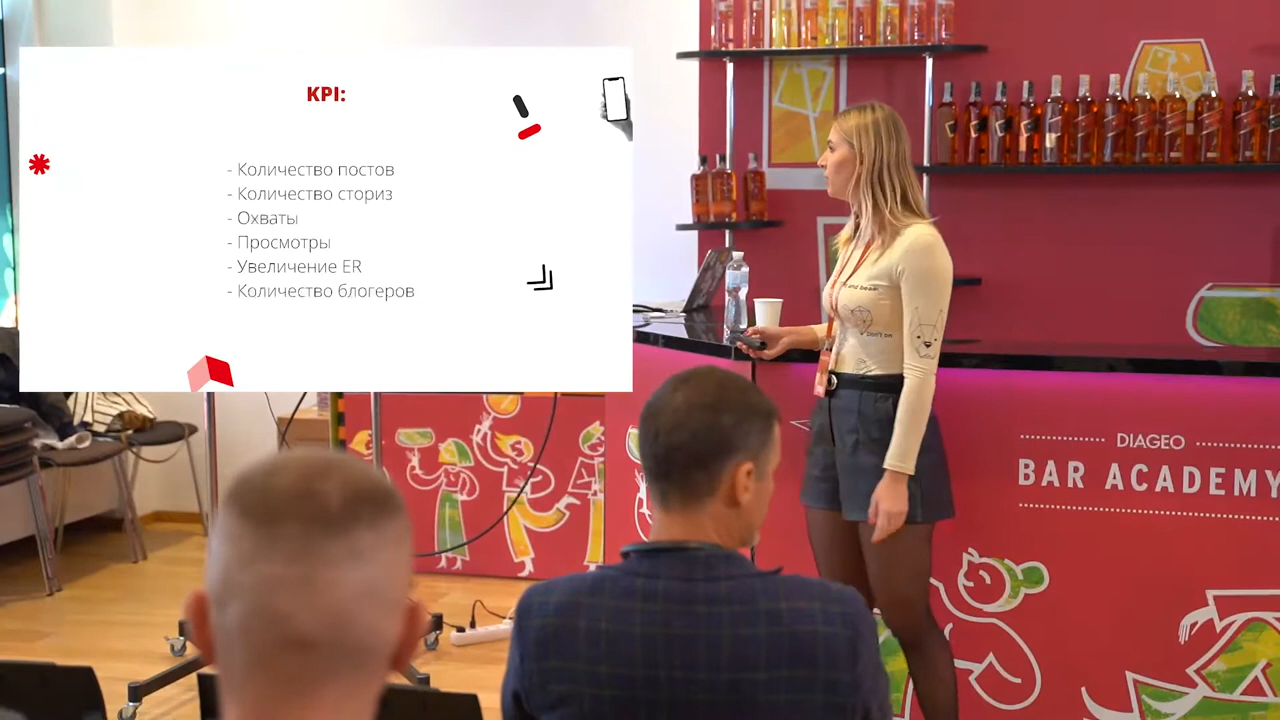 KPI:
- Количество постов
- Количество сториз
- Охваты
- Просмотры
- Увеличение ER
- Количество блогеров
DIAGEO
BAR ACADEMY